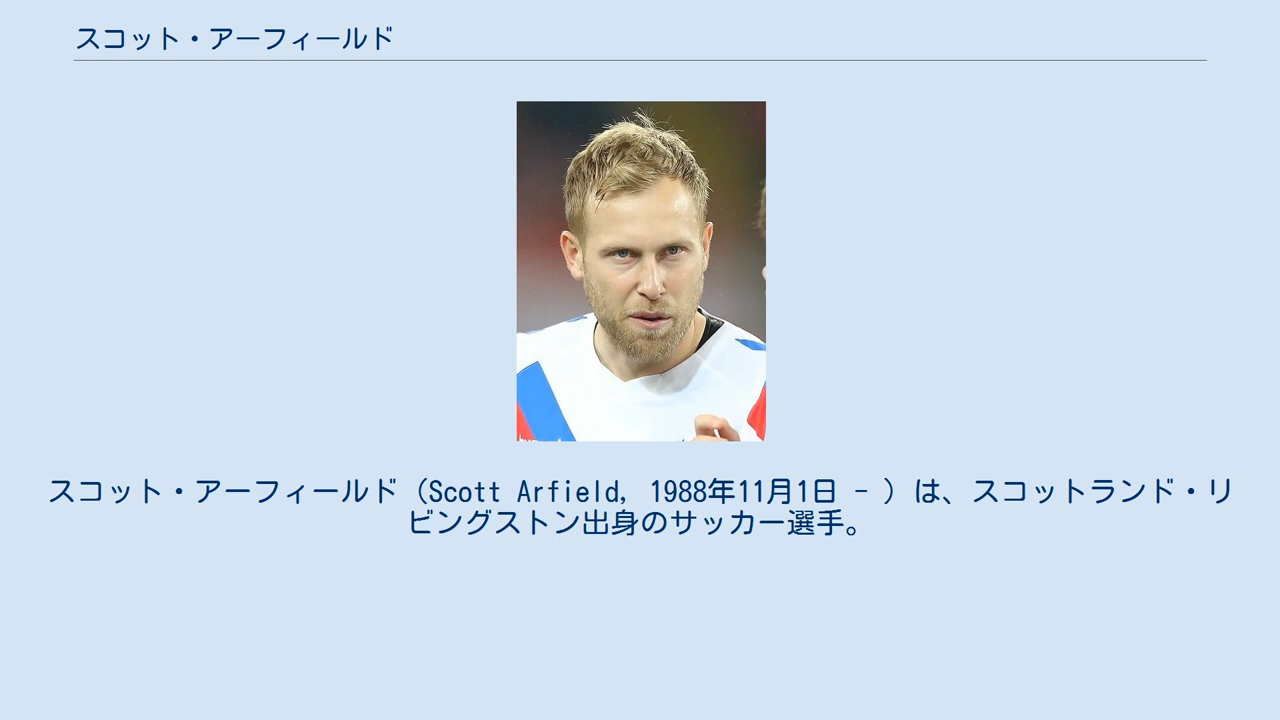 スコット・アーフィールド
スコット・アーフィールド（Scott Arfield, 1988年11月1日 - ）は、スコットランド・リ
ビングストン出身のサッカー選手。